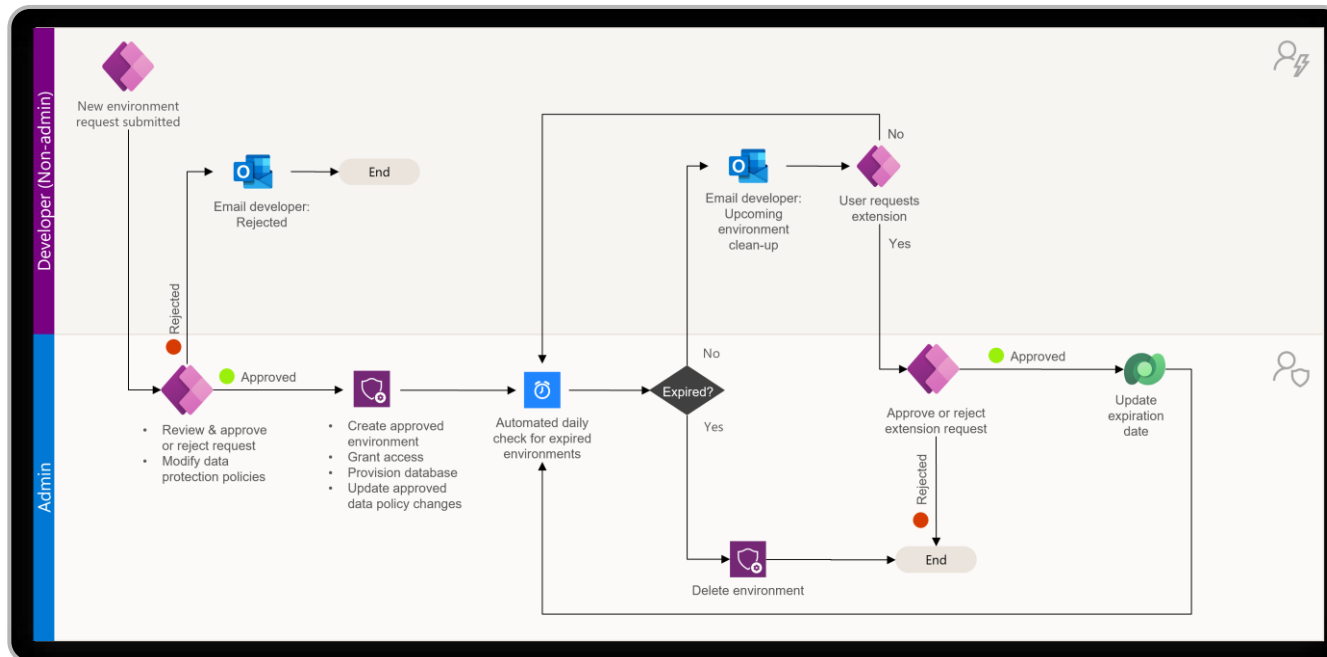 Developer (Non-admin)
New environment
request submitted
Email developer:
Rejected
End
Rejected
Email developer:
Upcoming
environment
clean-up
No
User requests
extension
Yes
Admin
Approved
• Review & approve
or reject request
• Modify data
protection policies
• Create approved
environment
• Grant access
• Provision database
• Update approved
data policy changes
Automated daily
check for expired
environments
No
Expired?
Yes
Delete environment
Approved
Approve or reject
extension request
Rejected
End
Update
expiration
date